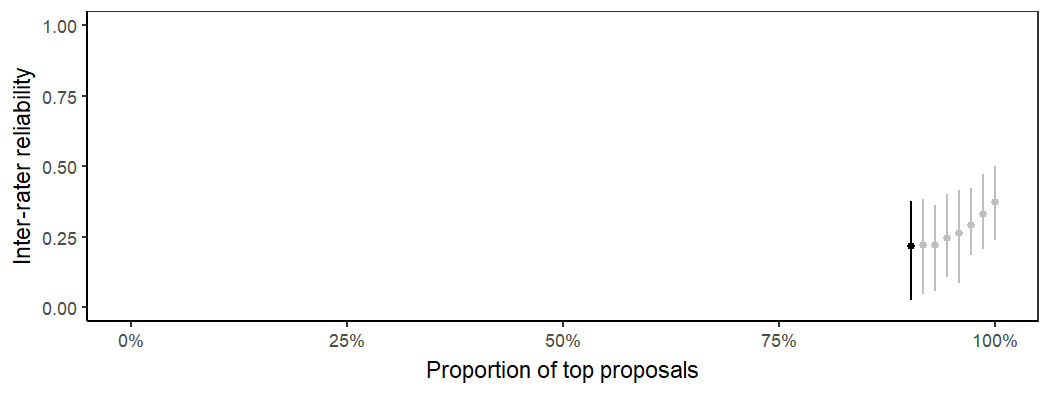 Inter-rater reliability
1.00
0.75
0.50
0.25
0.00
0% 25% 50% 75% 100%
Proportion of top proposals